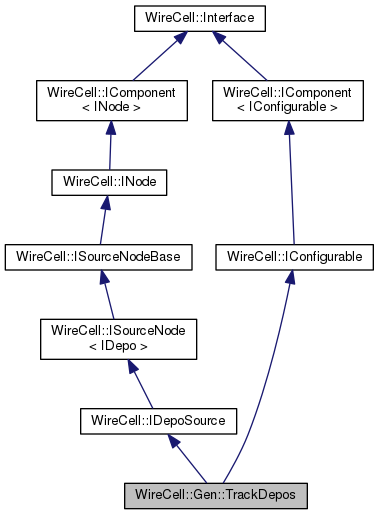 WireCell::Interface
WireCell::IComponent
< INode >
WireCell::IComponent
< IConfigurable >
WireCell::INode
WireCell::ISourceNodeBase
WireCell::IConfigurable
WireCell::ISourceNode
< IDepo >
WireCell::IDepoSource
WireCell::Gen::TrackDepos